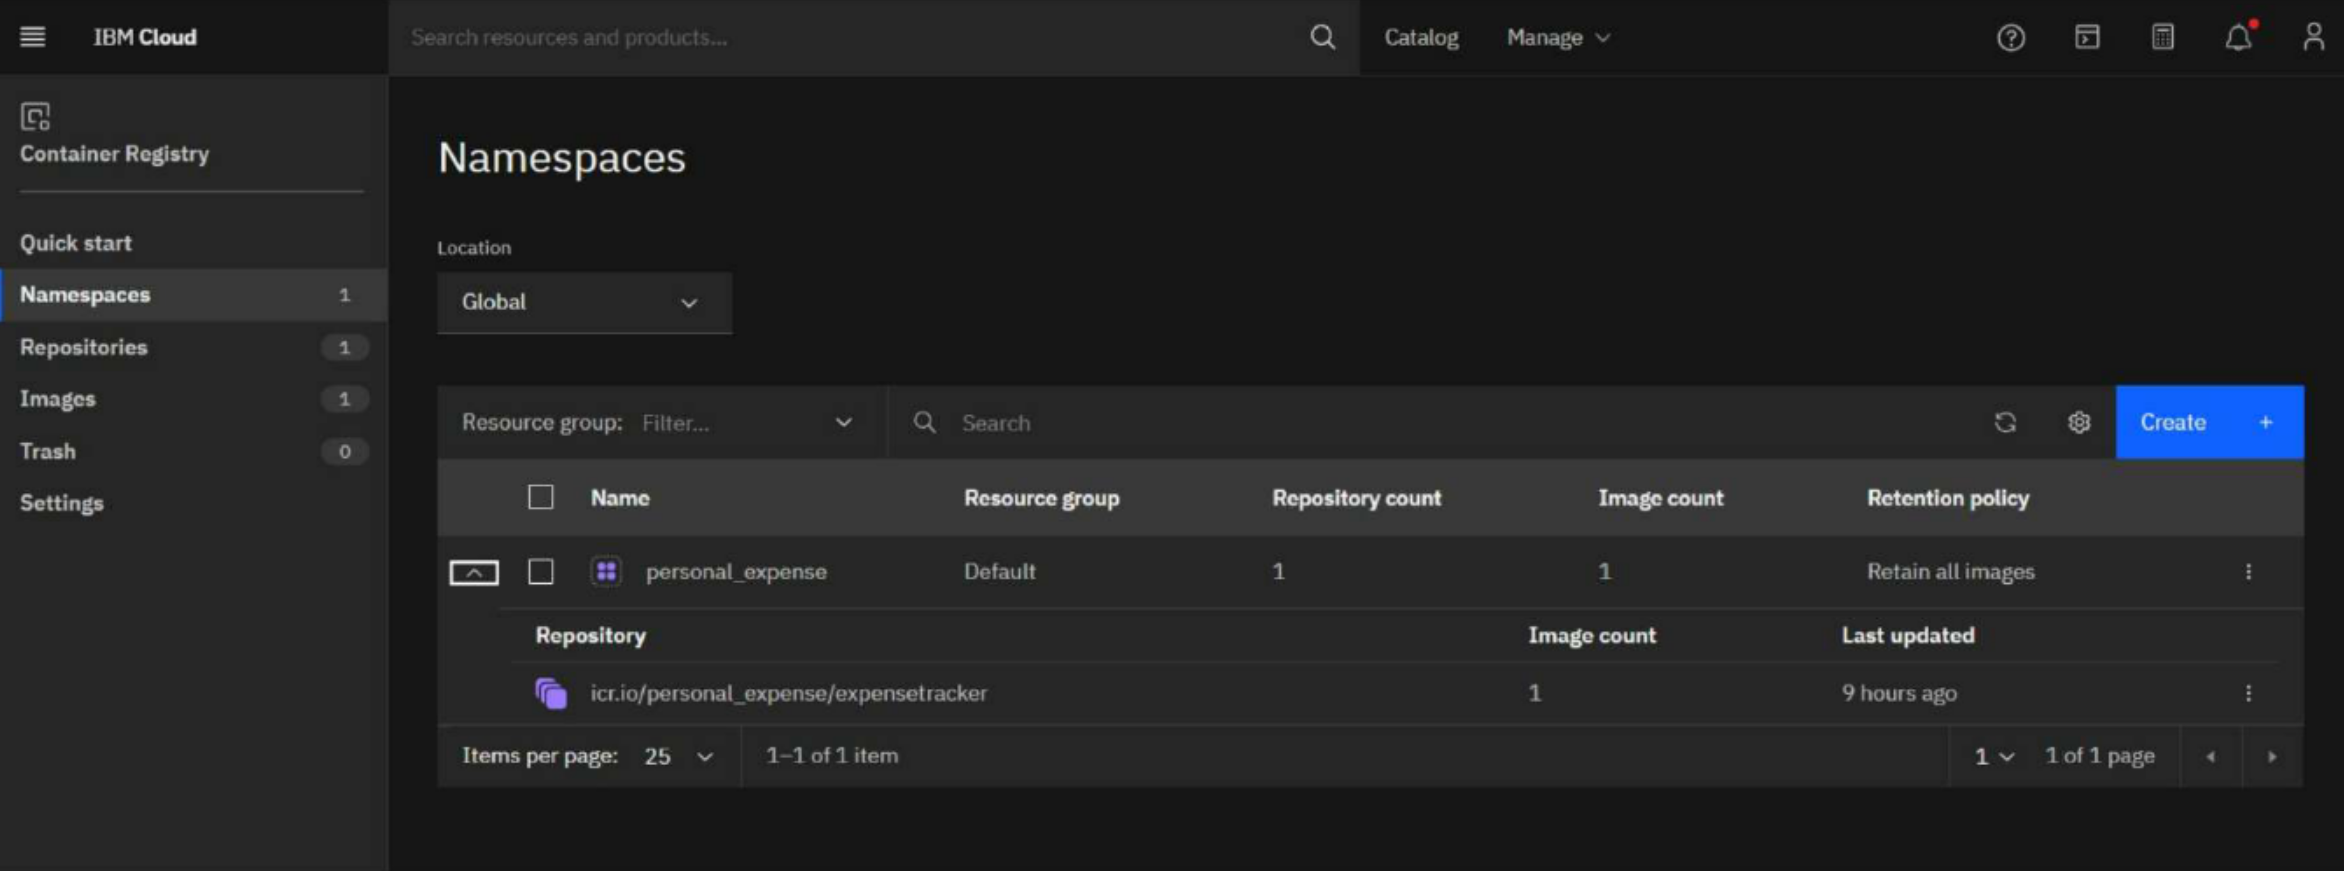 IBM Cloud
Search resources and products...
Catalog
Manage
Container Registry
Quick start
Namespaces 1
Repositories 1
Images 1
Trash 0
Settings
Namespaces
Location
Global
Resource group: Filter...
Search
Create +
Name Resource group Repository count Image count Retention policy
personal_expense Default 1 1 Retain all images
Repository Image count Last updated
icr.io/personal_expense/expensetracker 1 9 hours ago
Items per page: 25 1–1 of 1 item 1 1 of 1 page